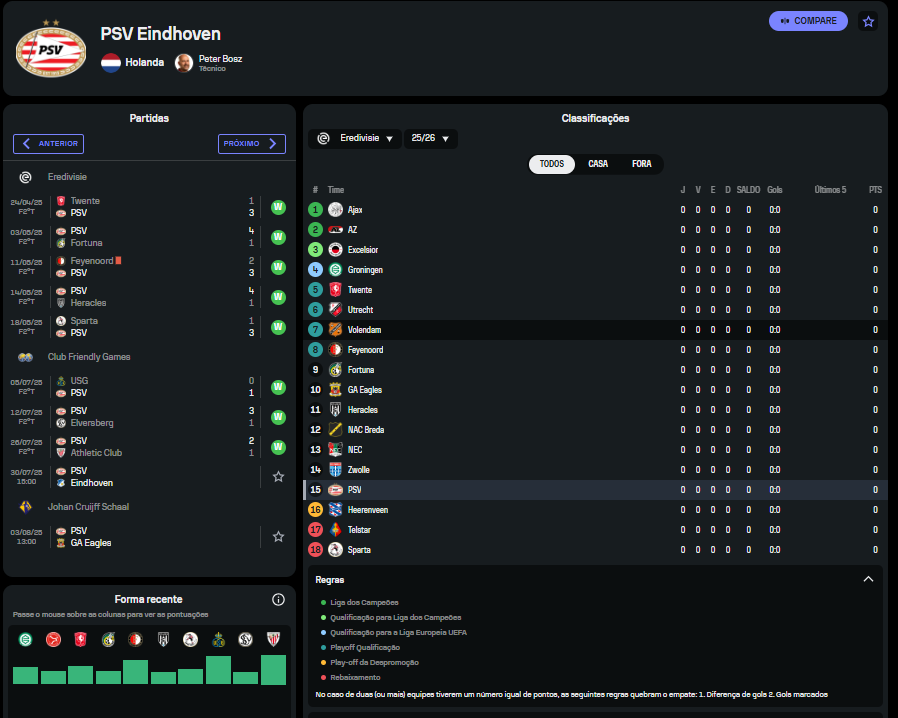 PSV Eindhoven
COMPARE
PSV
Holanda
Peter Bosz
Técnico
Partidas
ANTERIOR
PRÓXIMO
Eredivisie
24/04/25 Twente 1
F2°T PSV 3 W
03/05/25 PSV 4
F2°T Fortuna 1 W
11/05/25 Feyenoord 2
F2°T PSV 3 W
14/05/25 PSV 4
F2°T Heracles 1 W
18/05/25 Sparta 1
F2°T PSV 3 W
Club Friendly Games
05/07/25 USG 0
F2°T PSV 1 W
12/07/25 PSV 3
F2°T Elversberg 1 W
26/07/25 PSV 2
F2°T Athletic Club 1 W
30/07/25 PSV
15:00 Eindhoven
Johan Cruijff Schaal
03/08/25 PSV
13:00 GA Eagles
Forma recente
Passe o mouse sobre as colunas para ver as pontuações
Classificações
Eredivisie 25/26
TODOS CASA FORA
# Time J V E D SALDO Gols Últimos 5 PTS
1 Ajax 0 0 0 0 0 0:0 0
2 AZ 0 0 0 0 0 0:0 0
3 Excelsior 0 0 0 0 0 0:0 0
4 Groningen 0 0 0 0 0 0:0 0
5 Twente 0 0 0 0 0 0:0 0
6 Utrecht 0 0 0 0 0 0:0 0
7 Volendam 0 0 0 0 0 0:0 0
8 Feyenoord 0 0 0 0 0 0:0 0
9 Fortuna 0 0 0 0 0 0:0 0
10 GA Eagles 0 0 0 0 0 0:0 0
11 Heracles 0 0 0 0 0 0:0 0
12 NAC Breda 0 0 0 0 0 0:0 0
13 NEC 0 0 0 0 0 0:0 0
14 Zwolle 0 0 0 0 0 0:0 0
15 PSV 0 0 0 0 0 0:0 0
16 Heerenveen 0 0 0 0 0 0:0 0
17 Telstar 0 0 0 0 0 0:0 0
18 Sparta 0 0 0 0 0 0:0 0
Regras
Liga dos Campeões
Qualificação para Liga dos Campeões
Qualificação para a Liga Europeia UEFA
Playoff Qualificação
Play-off da Despromoção
Rebaixamento
No caso de duas (ou mais) equipes tiverem um número igual de pontos, as seguintes regras quebram o empate: 1. Diferença de gols 2. Gols marcados